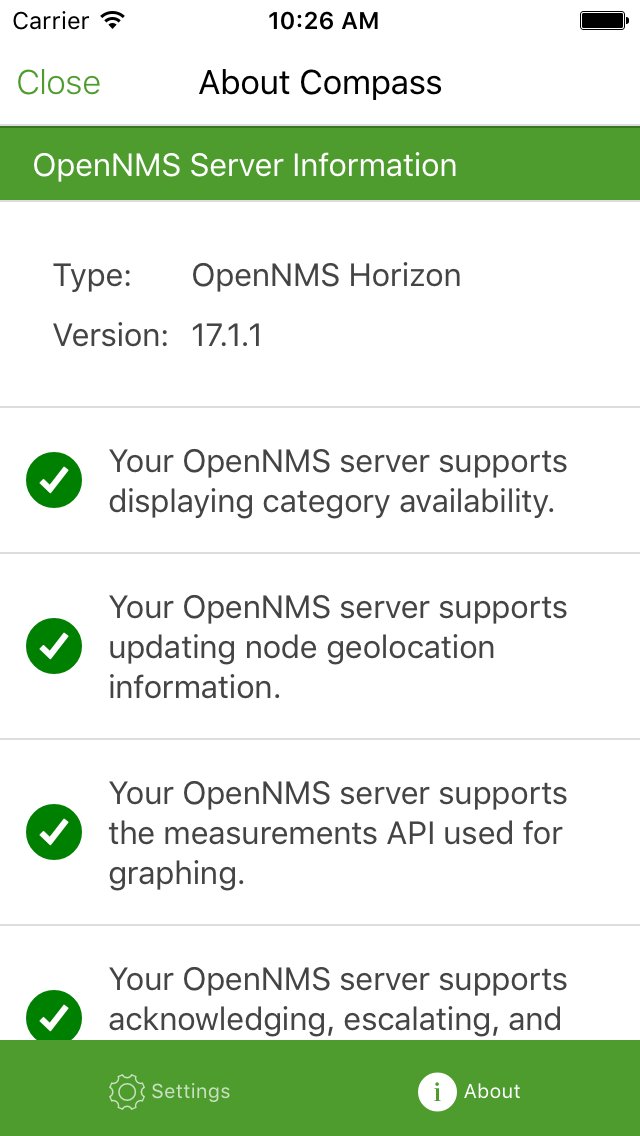 Carrier 10:26 AM
Close About Compass
OpenNMS Server Information
Type: OpenNMS Horizon
Version: 17.1.1
Your OpenNMS server supports
displaying category availability.
Your OpenNMS server supports
updating node geolocation
information.
Your OpenNMS server supports
the measurements API used for
graphing.
Your OpenNMS server supports
acknowledging, escalating, and
Settings i About